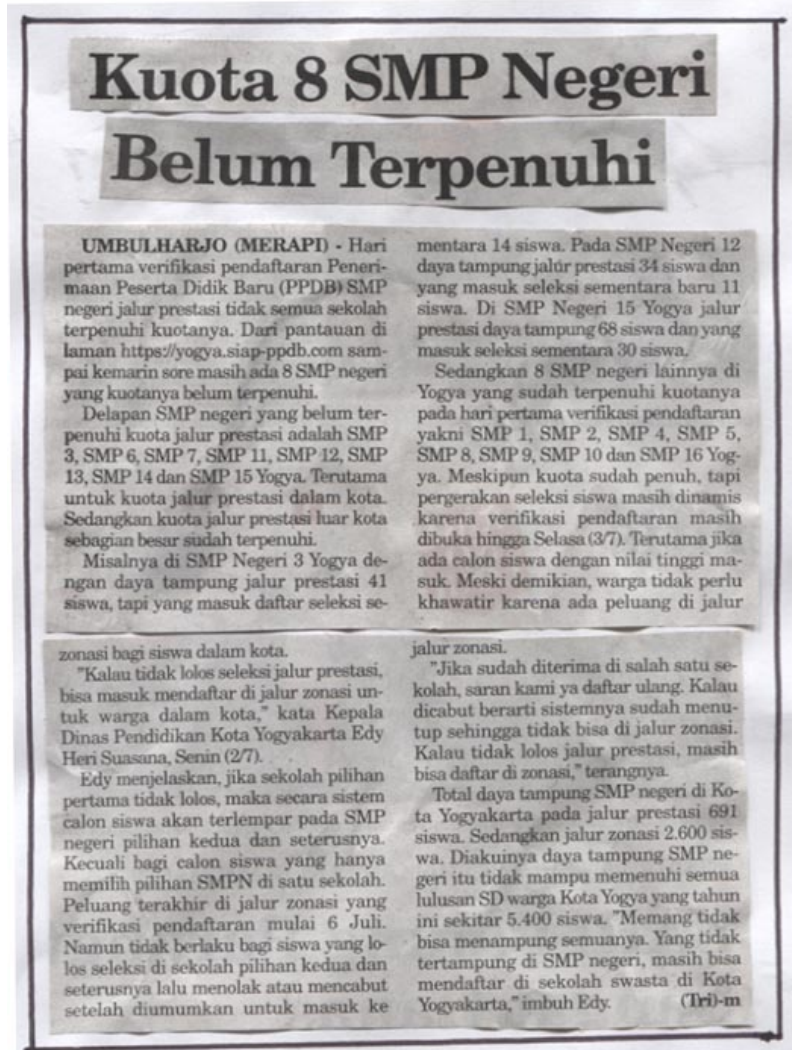 Kuota 8 SMP Negeri
Belum Terpenuhi
UMBULHARJO (MERAPI) - Hari
pertama verifikasi pendaftaran Peneri-
maan Peserta Didik Baru (PPDB) SMP
negeri jalur prestasi tidak semua sekolah
terpenuhi kuotanya. Dari pantauan di
laman https://yogya.siap-ppdb.com sam-
pai kemarin sore masih ada 8 SMP negeri
yang kuotanya belum terpenuhi.
Delapan SMP negeri yang belum ter-
penuhi kuota jalur prestasi adalah SMP
3, SMP 6, SMP 7, SMP 11, SMP 12, SMP
13, SMP 14 dan SMP 15 Yogya. Terutama
untuk kuota jalur prestasi dalam kota.
Sedangkan kuota jalur prestasi luar kota
sebagian besar sudah terpenuhi.
Misalnya di SMP Negeri 3 Yogya de-
ngan daya tampung jalur prestasi 41
siswa, tapi yang masuk daftar seleksi se-
mentara 14 siswa. Pada SMP Negeri 12
daya tampung jalur prestasi 34 siswa dan
yang masuk seleksi sementara baru 11
siswa. Di SMP Negeri 15 Yogya jalur
prestasi daya tampung 68 siswa dan yang
masuk seleksi sementara 30 siswa.
Sedangkan 8 SMP negeri lainnya di
Yogya yang sudah terpenuhi kuotanya
pada hari pertama verifikasi pendaftaran
yakni SMP 1, SMP 2, SMP 4, SMP 5,
SMP 8, SMP 9, SMP 10 dan SMP 16 Yog-
ya. Meskipun kuota sudah penuh, tapi
pergerakan seleksi siswa masih dinamis
karena verifikasi pendaftaran masih
dibuka hingga Selasa (3/7). Terutama jika
ada calon siswa dengan nilai tinggi ma-
suk. Meski demikian, warga tidak perlu
khawatir karena ada peluang di jalur
zonasi bagi siswa dalam kota.
"Kalau tidak lolos seleksi jalur prestasi,
bisa masuk mendaftar di jalur zonasi un-
tuk warga dalam kota," kata Kepala
Dinas Pendidikan Kota Yogyakarta Edy
Heri Suasana, Senin (2/7).
Edy menjelaskan, jika sekolah pilihan
pertama tidak lolos, maka secara sistem
calon siswa akan terlempar pada SMP
negeri pilihan kedua dan seterusnya.
Kecuali bagi calon siswa yang hanya
memilih pilihan SMPN di satu sekolah.
Peluang terakhir di jalur zonasi yang
verifikasi pendaftaran mulai 6 Juli.
Namun tidak berlaku bagi siswa yang lo-
los seleksi di sekolah pilihan kedua dan
seterusnya lalu menolak atau mencabut
setelah diumumkan untuk masuk ke
jalur zonasi.
"Jika sudah diterima di salah satu se-
kolah, saran kami ya daftar ulang. Kalau
dicabut berarti sistemnya sudah menu-
tup sehingga tidak bisa di jalur zonasi.
Kalau tidak lolos jalur prestasi, masih
bisa daftar di zonasi," terangnya.
Total daya tampung SMP negeri di Ko-
ta Yogyakarta pada jalur prestasi 691
siswa. Sedangkan jalur zonasi 2.600 sis-
wa. Diakuinya daya tampung SMP ne-
geri itu tidak mampu memenuhi semua
lulusan SD warga Kota Yogya yang tahun
ini sekitar 5.400 siswa. "Memang tidak
bisa menampung semuanya. Yang tidak
tertampung di SMP negeri, masih bisa
mendaftar di sekolah swasta di Kota
Yogyakarta," imbuh Edy. (Tri)-m